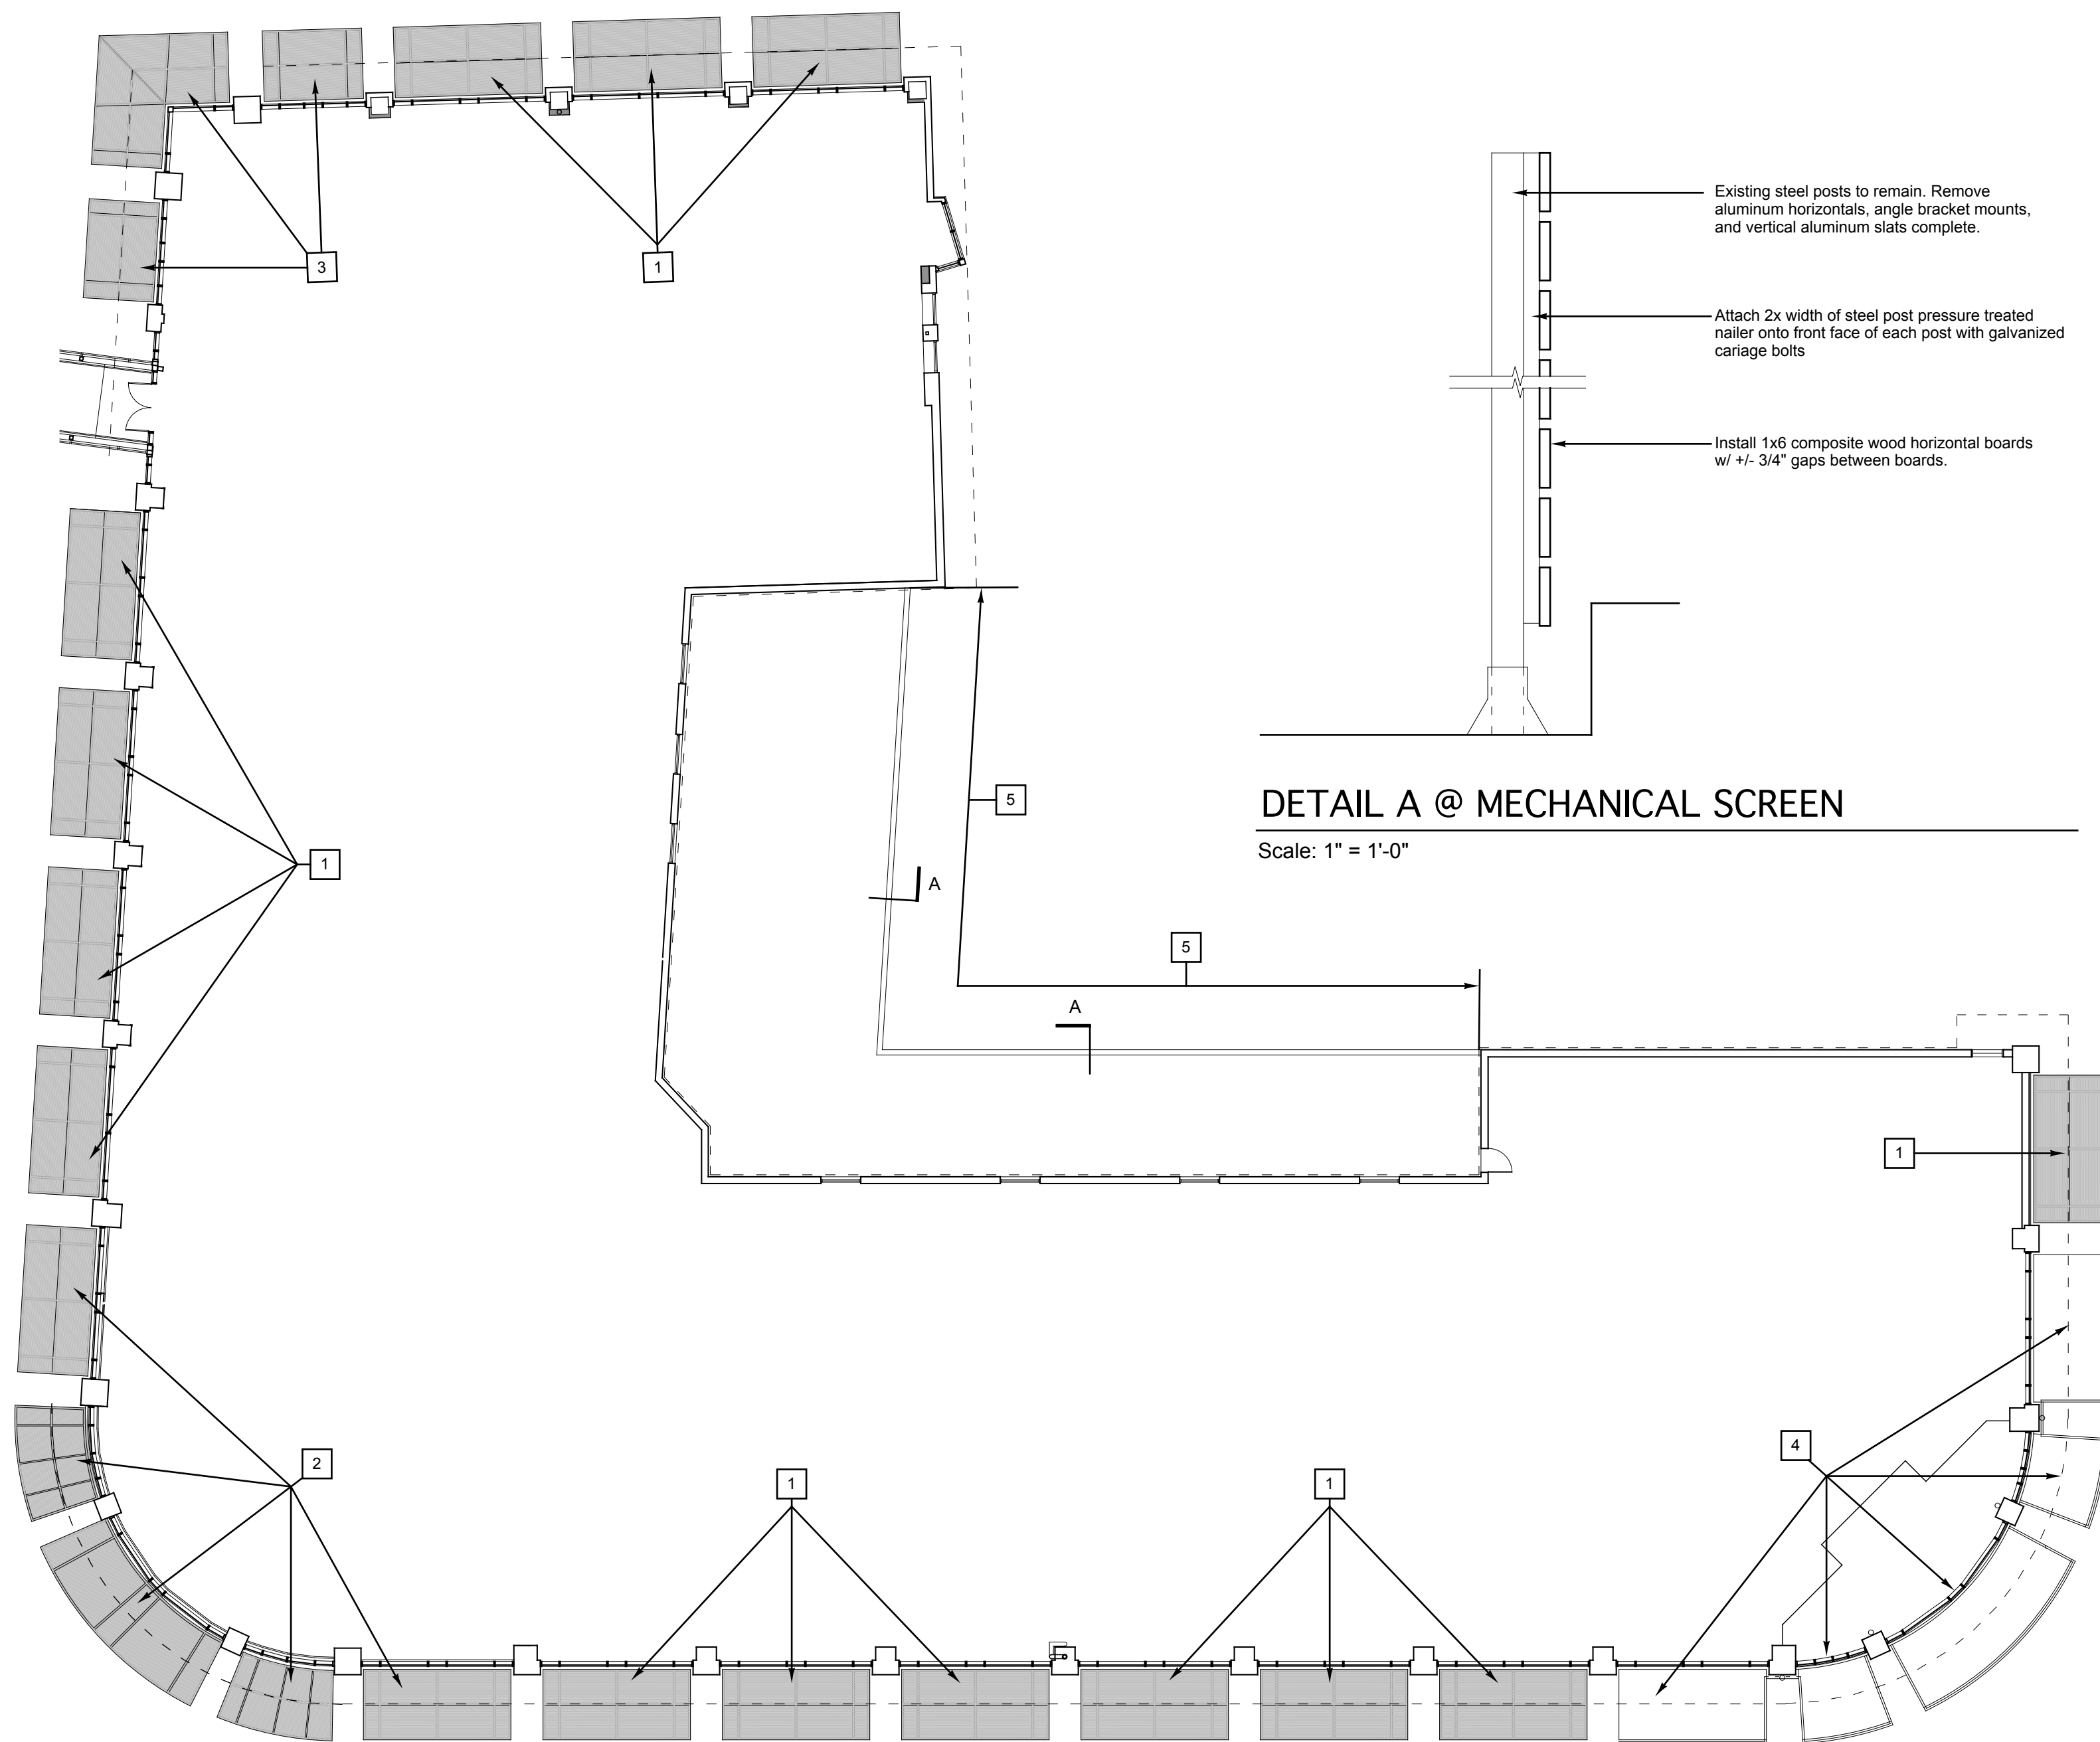 Existing steel posts to remain. Remove
aluminum horizontals, angle bracket mounts,
and vertical aluminum slats complete.
3
1
Attach 2x width of steel post pressure treated
nailer onto front face of each post with galvanized
cariage bolts
Install 1x6 composite wood horizontal boards
w/ +/- 3/4" gaps between boards.
5
DETAIL A @ MECHANICAL SCREEN
Scale: 1" = 1'-0"
1
A
5
A
1
4
2
1
1